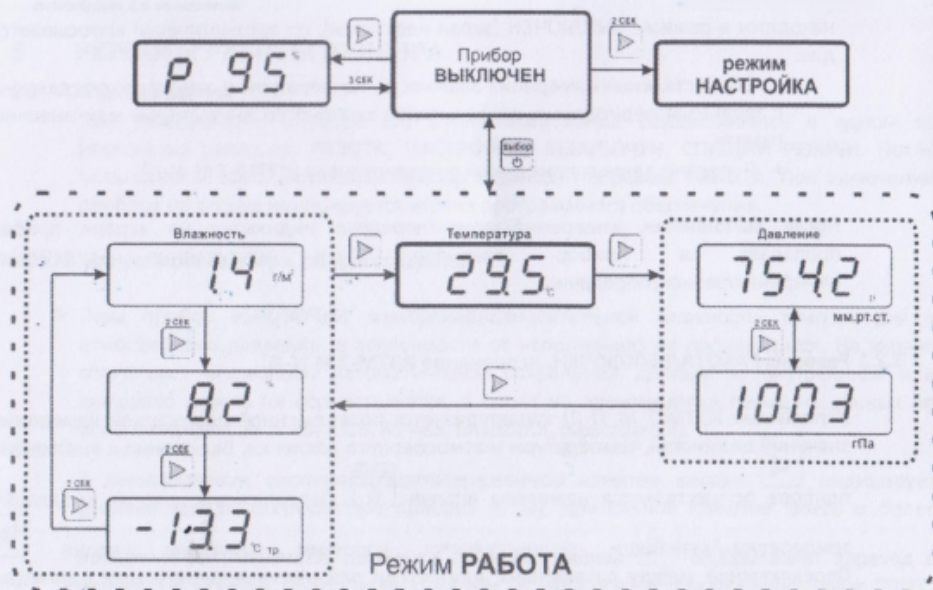 2 СЕК
P 95
3 СЕК
Прибор
ВЫКЛЮЧЕН
режим
НАСТРОЙКА
выбор
Влажность
1.4 г/м³
2 СЕК
8.2
2 СЕК
2 СЕК
-13.3 °C тр.
Температура
29.5 °C
Давление
754.2
мм.рт.ст.
2 СЕК
1003
гПа
Режим РАБОТА